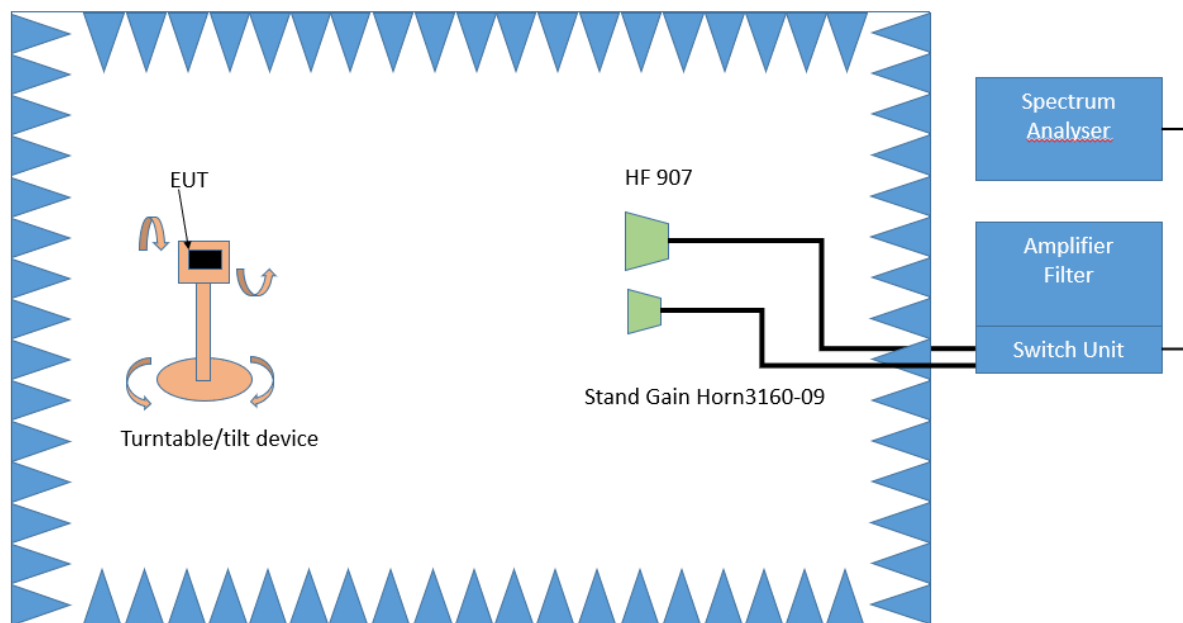 Spectrum
Analyser
EUT
HF 907
Amplifier
Filter
Switch Unit
Stand Gain Horn3160-09
Turntable/tilt device